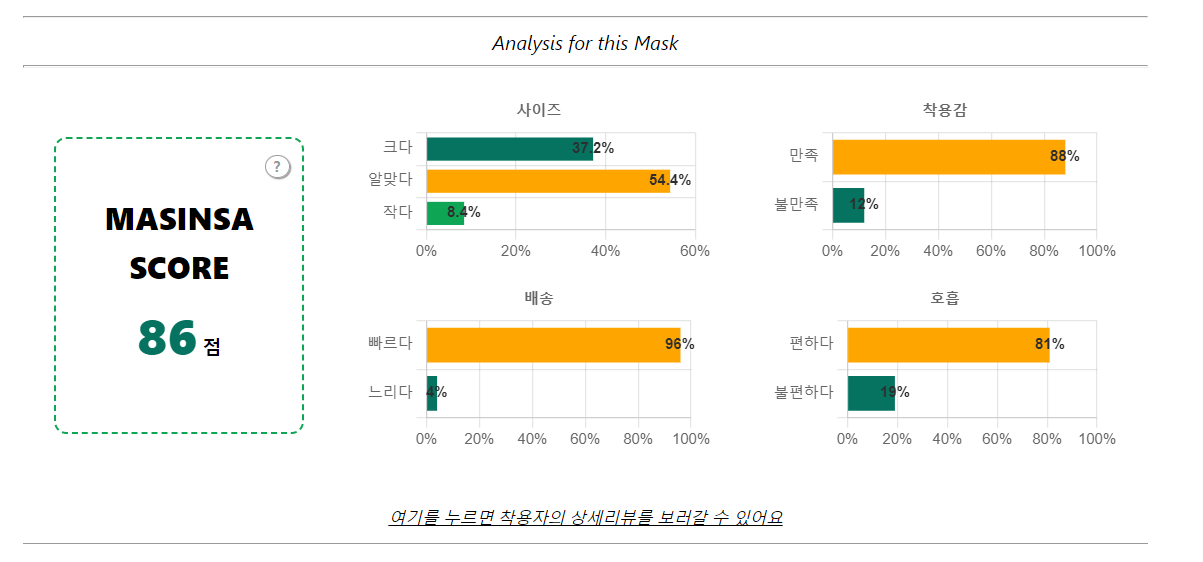 Analysis for this Mask
?
MASINSA
SCORE
86 점
사이즈
크다 37.2%
알맞다 54.4%
작다 8.4%
0% 20% 40% 60%
착용감
만족 88%
불만족 12%
0% 20% 40% 60% 80% 100%
배송
빠르다 96%
느리다 4%
0% 20% 40% 60% 80% 100%
호흡
편하다 81%
불편하다 19%
0% 20% 40% 60% 80% 100%
여기를 누르면 착용자의 상세리뷰를 보러갈 수 있어요